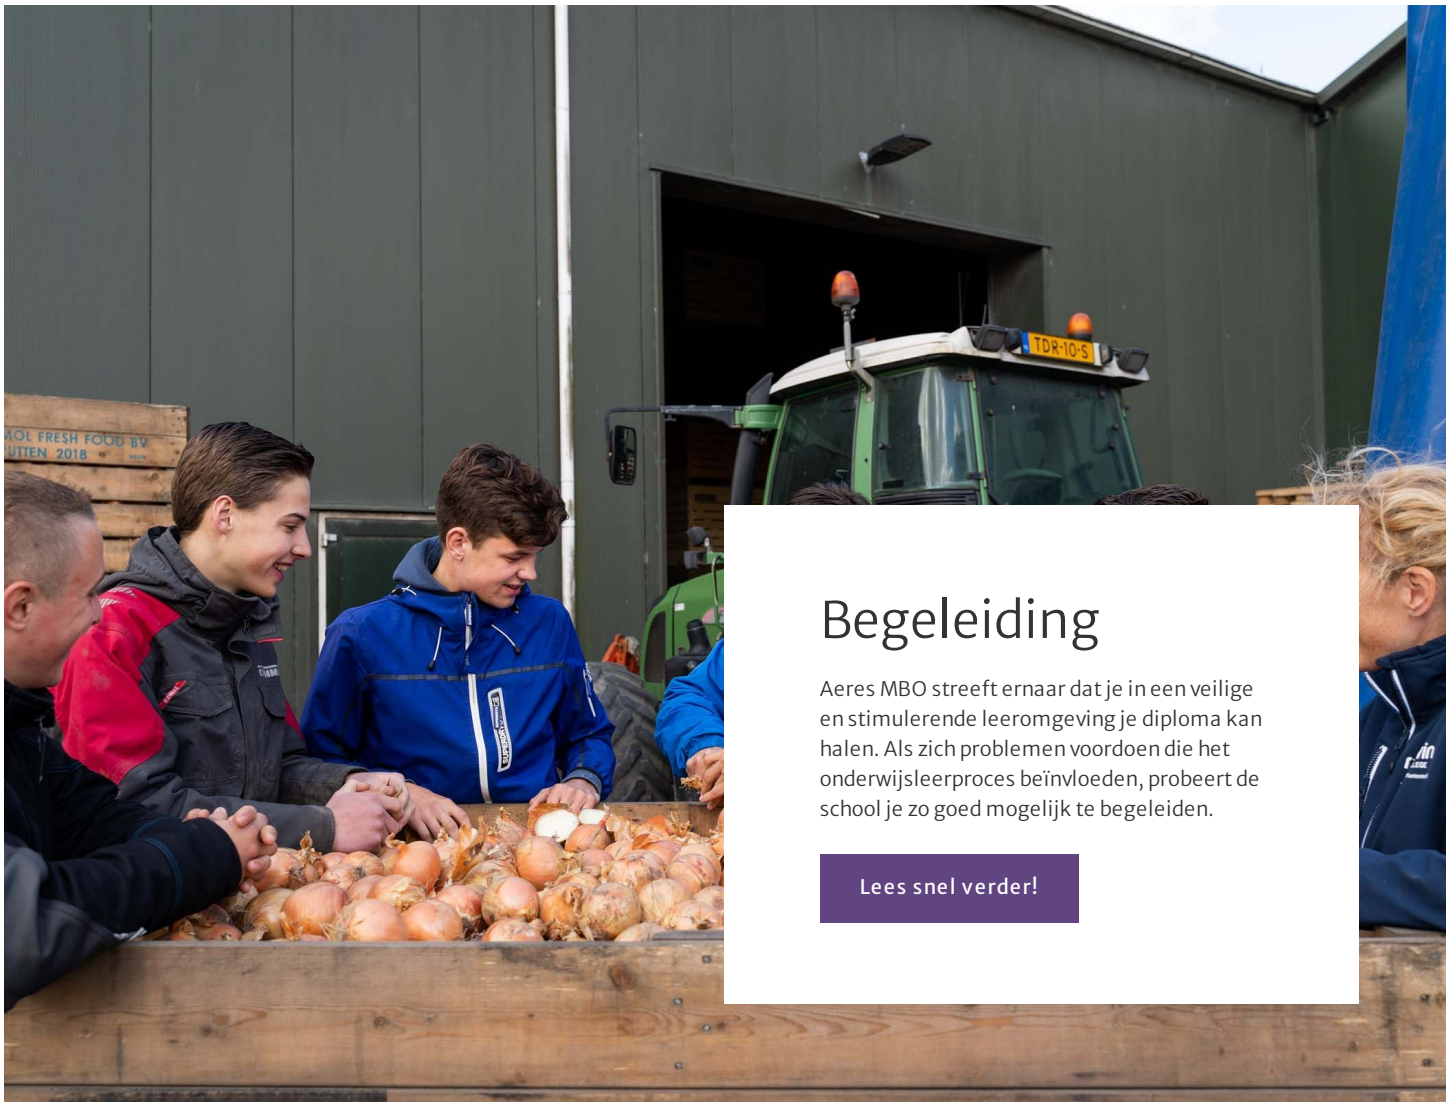 MOL FRESH FOOD BV
UTTEN 2018
TDR-10-S
Begeleiding
Aeres MBO streeft ernaar dat je in een veilige
en stimulerende leeromgeving je diploma kan
halen. Als zich problemen voordoen die het
onderwijsleerproces beïnvloeden, probeert de
school je zo goed mogelijk te begeleiden.
Lees snel verder!